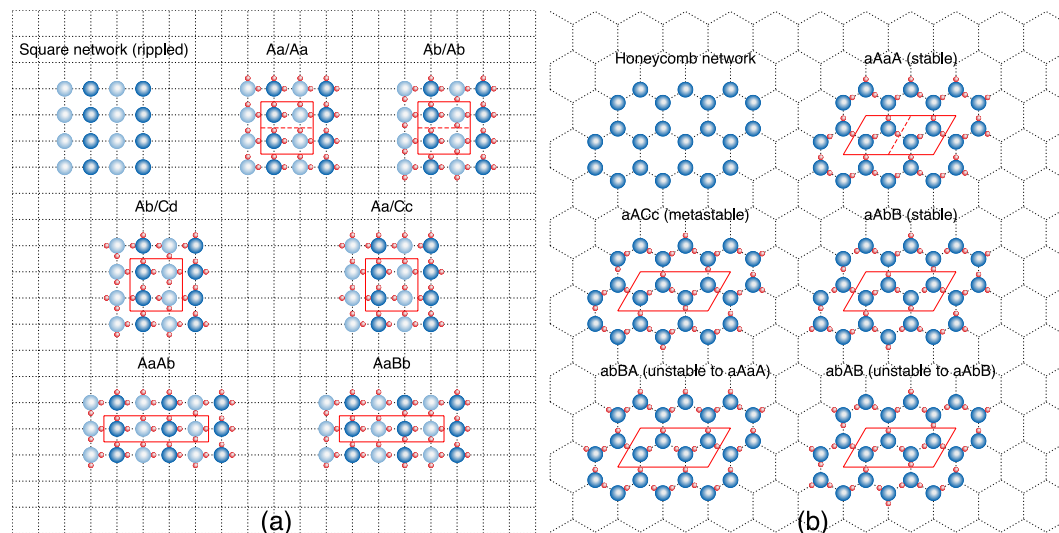 Square network (rippled)
Aa/Aa
Ab/Ab
Ab/Cd
Aa/Cc
AaAb
AaBb
(a)
Honeycomb network
aAaA (stable)
aACc (metastable)
aAbB (stable)
abBA (unstable to aAaA)
abAB (unstable to aAbB)
(b)